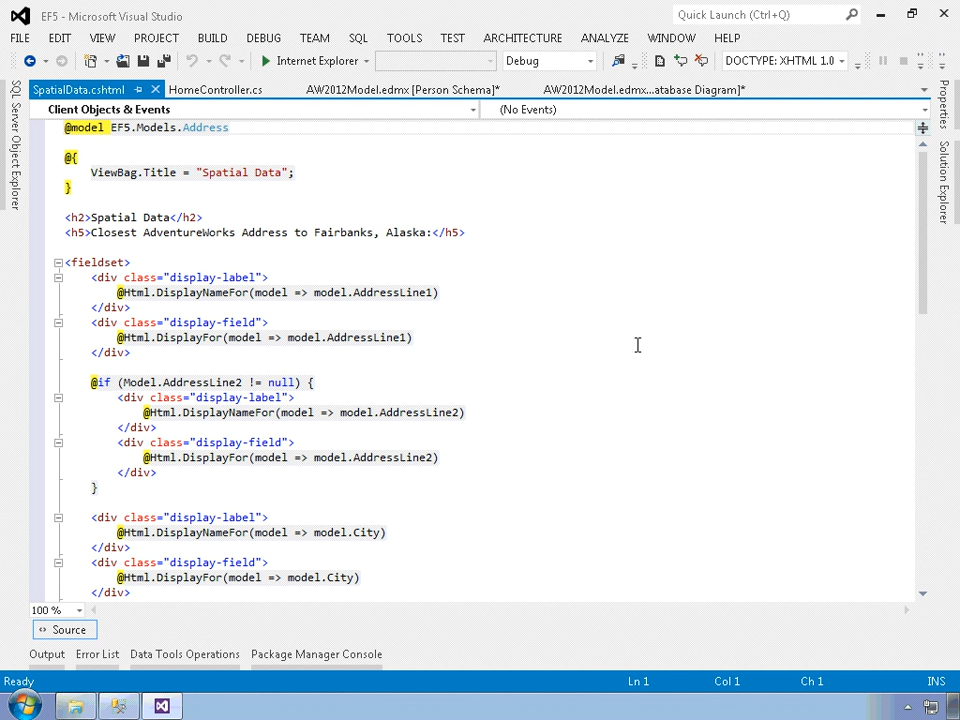 EF5 - Microsoft Visual Studio
Quick Launch (Ctrl+Q)
FILE EDIT VIEW PROJECT BUILD DEBUG TEAM SQL TOOLS TEST ARCHITECTURE ANALYZE WINDOW HELP
Internet Explorer Debug DOCTYPE: XHTML 1.0
SpatialData.cshtml HomeController.cs AW2012Model.edmx [Person Schema]* AW2012Model.edmx...atabase Diagram]*
Client Objects & Events (No Events)
SQL Server Object Explorer
Properties
Solution Explorer
@model EF5.Models.Address
@{
ViewBag.Title = "Spatial Data";
}
<h2>Spatial Data</h2>
<h5>Closest AdventureWorks Address to Fairbanks, Alaska:</h5>
<fieldset>
<div class="display-label">
@Html.DisplayNameFor(model => model.AddressLine1)
</div>
<div class="display-field">
@Html.DisplayFor(model => model.AddressLine1)
</div>
@if (Model.AddressLine2 != null) {
<div class="display-label">
@Html.DisplayNameFor(model => model.AddressLine2)
</div>
<div class="display-field">
@Html.DisplayFor(model => model.AddressLine2)
</div>
}
<div class="display-label">
@Html.DisplayNameFor(model => model.City)
</div>
<div class="display-field">
@Html.DisplayFor(model => model.City)
</div>
100 %
Source
Output Error List Data Tools Operations Package Manager Console
Ready Ln 1 Col 1 Ch 1 INS